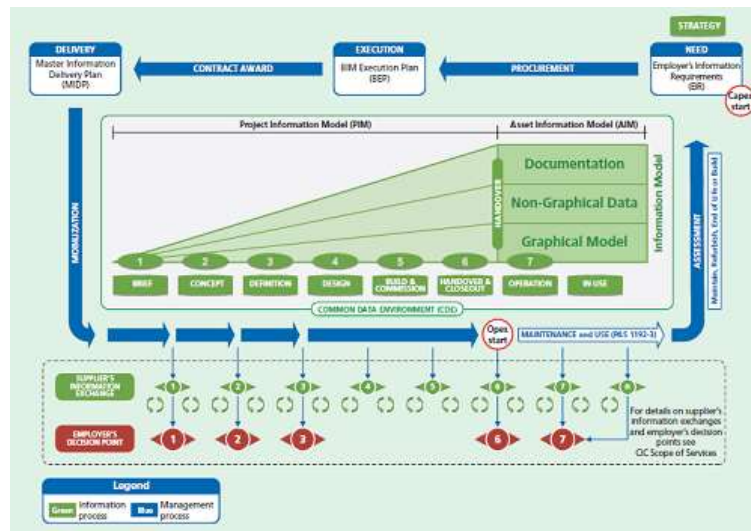 STRATEGY
DELIVERY
Master Information
Delivery Plan
(MIDP)
CONTRACT AWARD
EXECUTION
BIM Execution Plan
(BEP)
PROCUREMENT
NEED
Employer's Information
Requirements
(EIR)
Capex
start
Project Information Model (PIM)
Asset Information Model (AIM)
Documentation
Non-Graphical Data
Graphical Model
HANDOVER
Information Model
MOBILIZATION
ASSESSMENT
Maintain, Refurbish, End of Life or Build
1
2
3
4
5
6
7
BRIEF
CONCEPT
DEFINITION
DESIGN
BUILD &
COMMISSION
HANDOVER &
CLOSEOUT
OPERATION
IN-USE
COMMON DATA ENVIRONMENT (CDE)
Opex
start
MAINTENANCE and USE (PAS 1192-3)
SUPPLIER'S
INFORMATION
EXCHANGE
1
2
3
4
5
6
7
EMPLOYER'S
DECISION POINT
1
2
3
6
7
For details on supplier's
information exchanges
and employer's decision
points see
CIC Scope of Services
Legend
Green
Information
process
Blue
Management
process